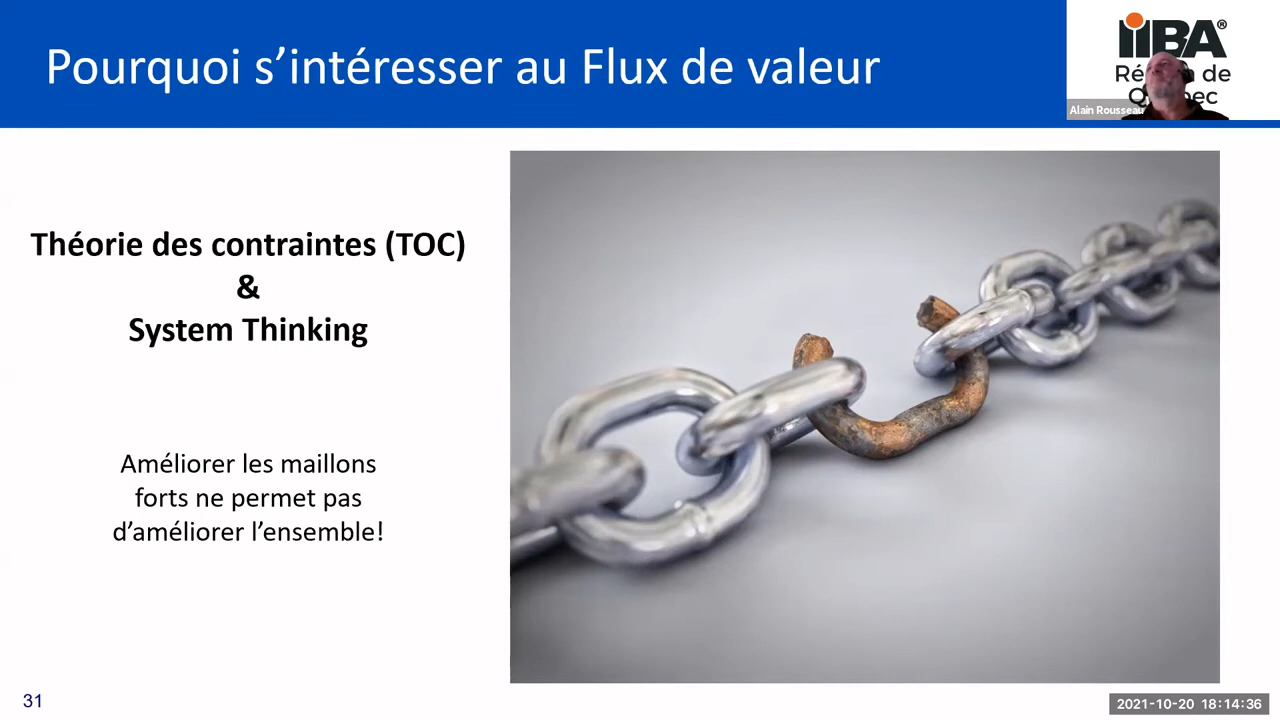 Pourquoi s’intéresser au Flux de valeur
iiBA®
Alain Rousseau
Théorie des contraintes (TOC)
&
System Thinking
Améliorer les maillons
forts ne permet pas
d’améliorer l’ensemble!
31
2021-10-20 18:14:36